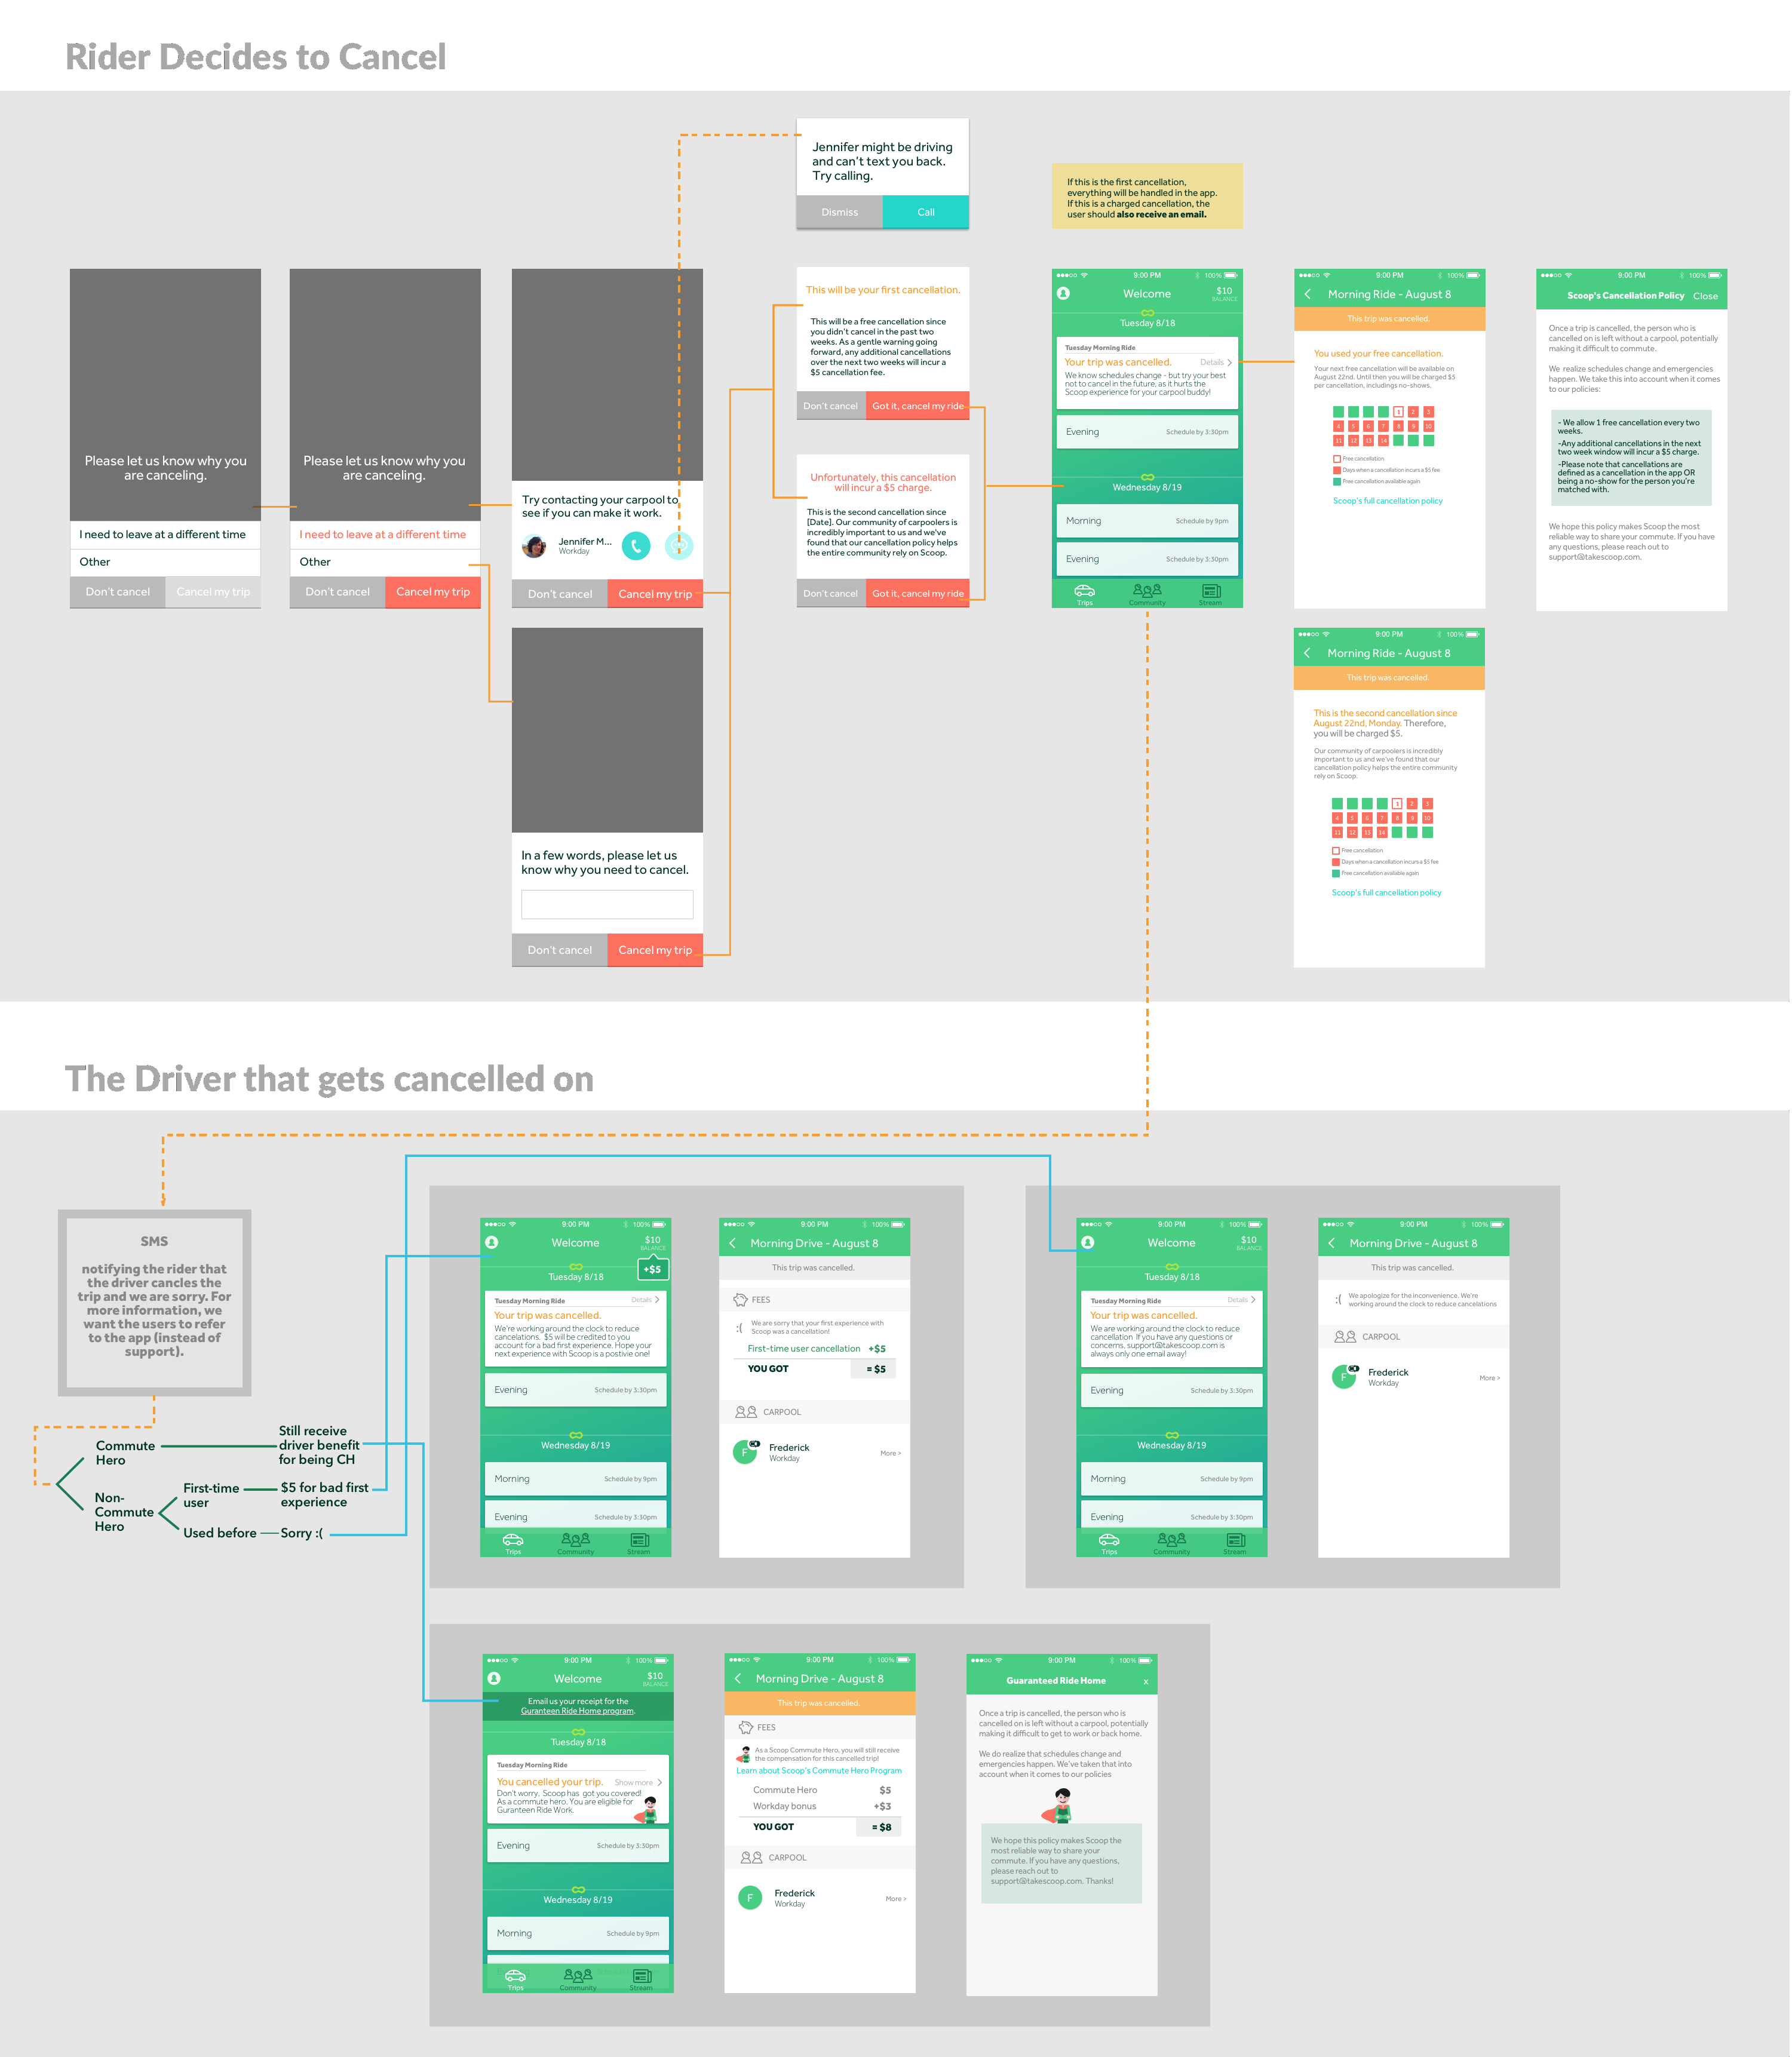 Rider Decides to Cancel
Jennifer might be driving
and can't text you back.
Try calling.
Dismiss
Call
If this is the first cancellation,
everything will be handled in the app.
If this is a charged cancellation, the
user should also receive an email.
Please let us know why you
are canceling.
I need to leave at a different time
Other
Don't cancel
Cancel my trip
Please let us know why you
are canceling.
I need to leave at a different time
Other
Don't cancel
Cancel my trip
Try contacting your carpool to
see if you can make it work.
Jennifer M...
Workday
Don't cancel
Cancel my trip
In a few words, please let us
know why you need to cancel.
Don't cancel
Cancel my trip
This will be your first cancellation.
This will be a free cancellation since
you didn't cancel in the past two
weeks. As a gentle warning going
forward, any additional cancellations
over the next two weeks will incur a
$5 cancellation fee.
Don't cancel
Got it, cancel my ride
Unfortunately, this cancellation
will incur a $5 charge.
This is the second cancellation since
[Date]. Our community of carpoolers is
incredibly important to us and we've
found that our cancellation policy helps
the entire community rely on Scoop.
Don't cancel
Got it, cancel my ride
9:00 PM
100%
Welcome
$10
BALANCE
Tuesday 8/18
Tuesday Morning Ride
Your trip was cancelled.
Details
We know schedules change - but try your best
not to cancel in the future, as it hurts the
Scoop experience for your carpool buddy!
Evening
Schedule by 3:30pm
Wednesday 8/19
Morning
Schedule by 9pm
Evening
Schedule by 3:30pm
Trips
Community
Stream
9:00 PM
100%
Morning Ride - August 8
This trip was cancelled.
You used your free cancellation.
Your next free cancellation will be available on
August 22nd. Until then you will be charged $5
per cancellation, includings no-shows.
1 2 3
4 5 6 7 8 9 10
11 12 13 14
Free cancellation
Days when a cancellation incurs a $5 fee
Free cancellation available again
Scoop's full cancellation policy
9:00 PM
100%
Scoop's Cancellation Policy
Close
Once a trip is cancelled, the person who is
cancelled on is left without a carpool, potentially
making it difficult to commute.
We realize schedules change and emergencies
happen. We take this into account when it comes
to our policies:
- We allow 1 free cancellation every two
weeks.
-Any additional cancellations in the next
two week window will incur a $5 charge.
-Please note that cancellations are
defined as a cancellation in the app OR
being a no-show for the person you're
matched with.
We hope this policy makes Scoop the most
reliable way to share your commute. If you have
any questions, please reach out to
support@takescoop.com.
9:00 PM
100%
Morning Ride - August 8
This trip was cancelled.
This is the second cancellation since
August 22nd, Monday. Therefore,
you will be charged $5.
Our community of carpoolers is incredibly
important to us and we've found that our
cancellation policy helps the entire community
rely on Scoop.
1 2 3
4 5 6 7 8 9 10
11 12 13 14
Free cancellation
Days when a cancellation incurs a $5 fee
Free cancellation available again
Scoop's full cancellation policy
The Driver that gets cancelled on
SMS
notifying the rider that
the driver cancles the
trip and we are sorry. For
more information, we
want the users to refer
to the app (instead of
support).
Commute
Hero
Still receive
driver benefit
for being CH
Non-
Commute
Hero
First-time
user
$5 for bad first
experience
Used before
Sorry :(
9:00 PM
100%
Welcome
$10
BALANCE
+$5
Tuesday 8/18
Tuesday Morning Ride
Details
Your trip was cancelled.
We're working around the clock to reduce
cancelations. $5 will be credited to you
account for a bad first experience. Hope your
next experience with Scoop is a postivie one!
Evening
Schedule by 3:30pm
Wednesday 8/19
Morning
Schedule by 9pm
Evening
Schedule by 3:30pm
Trips
Community
Stream
9:00 PM
100%
Morning Drive - August 8
This trip was cancelled.
FEES
:(
We are sorry that your first experience with
Scoop was a cancellation!
First-time user cancellation +$5
YOU GOT = $5
CARPOOL
F
Frederick
Workday
More >
9:00 PM
100%
Welcome
$10
BALANCE
Tuesday 8/18
Tuesday Morning Ride
Details
Your trip was cancelled.
We are working around the clock to reduce
cancellation If you have any questions or
concerns, support@takescoop.com is
always only one email away!
Evening
Schedule by 3:30pm
Wednesday 8/19
Morning
Schedule by 9pm
Evening
Schedule by 3:30pm
Trips
Community
Stream
9:00 PM
100%
Morning Drive - August 8
This trip was cancelled.
:(
We apologize for the inconvenience. We're
working around the clock to reduce cancelations
CARPOOL
F
Frederick
Workday
More >
9:00 PM
100%
Welcome
$10
BALANCE
Email us your receipt for the
Guranteen Ride Home program.
Tuesday 8/18
Tuesday Morning Ride
You cancelled your trip.
Show more
Don't worry, Scoop has got you covered!
As a commute hero. You are eligible for
Guranteen Ride Work.
Evening
Schedule by 3:30pm
Wednesday 8/19
Morning
Schedule by 9pm
Trips
Community
Stream
9:00 PM
100%
Morning Drive - August 8
This trip was cancelled.
FEES
As a Scoop Commute Hero, you will still receive
the compensation for this cancelled trip!
Learn about Scoop's Commute Hero Program
Commute Hero $5
Workday bonus +$3
YOU GOT = $8
CARPOOL
F
Frederick
Workday
More >
9:00 PM
100%
Guaranteed Ride Home
x
Once a trip is cancelled, the person who is
cancelled on is left without a carpool, potentially
making it difficult to get to work or back home.
We do realize that schedules change and
emergencies happen. We've taken that into
account when it comes to our policies
We hope this policy makes Scoop the
most reliable way to share your
commute. If you have any questions,
please reach out to
support@takescoop.com. Thanks!